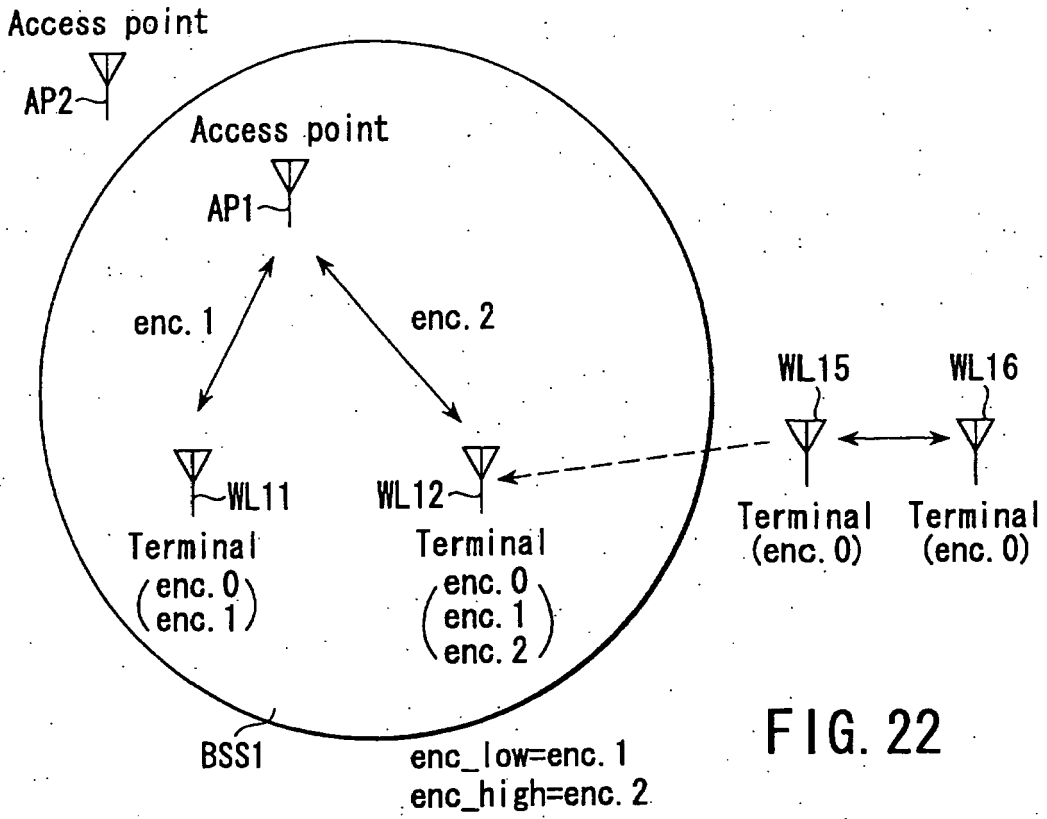 Access point
AP2
Access point
AP1
enc. 1
enc. 2
WL15
WL16
WL11
WL12
Terminal
(enc. 0
enc. 1)
Terminal
(enc. 0
enc. 1
enc. 2)
Terminal
(enc. 0)
Terminal
(enc. 0)
BSS1
enc_low=enc. 1
enc_high=enc. 2
FIG. 22